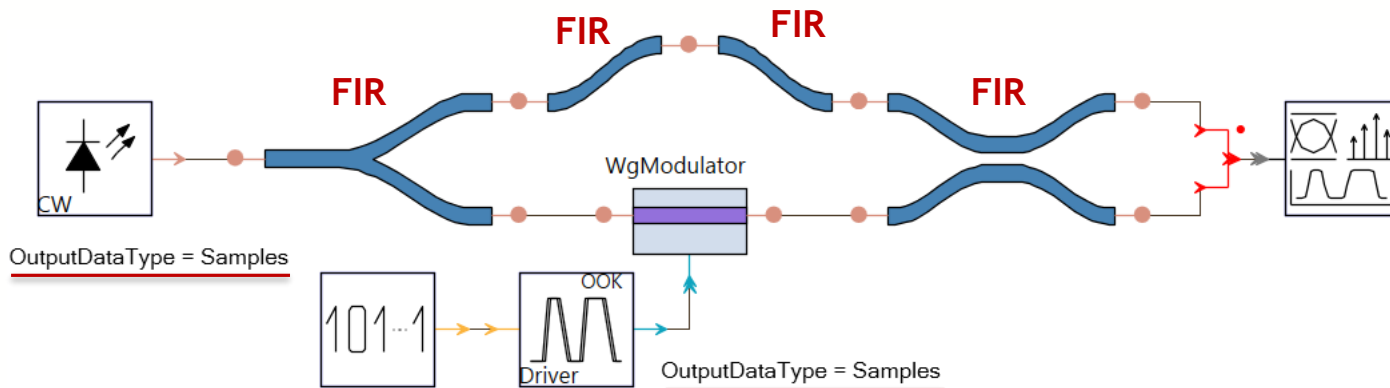 FIR
FIR
FIR
FIR
CW
WgModulator
OutputDataType = Samples
101...1
OOK
Driver
OutputDataType = Samples